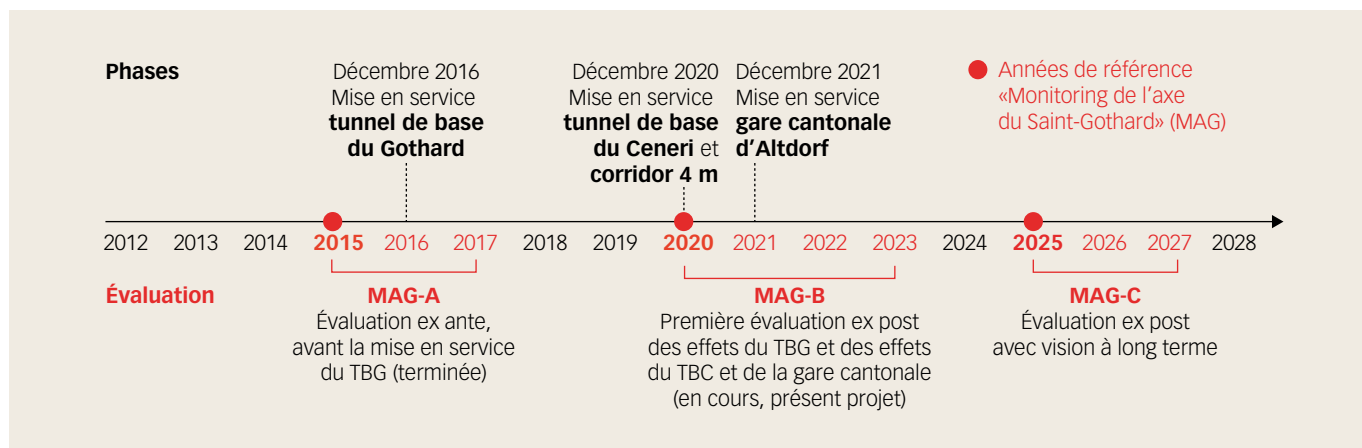 Phases
Décembre 2016
Mise en service
tunnel de base
du Gothard
Décembre 2020
Mise en service
tunnel de base
du Ceneri et
corridor 4 m
Décembre 2021
Mise en service
gare cantonale
d'Altdorf
Années de référence
«Monitoring de l'axe
du Saint-Gothard» (MAG)
2012 2013 2014 2015 2016 2017 2018 2019 2020 2021 2022 2023 2024 2025 2026 2027 2028
Évaluation
MAG-A
Évaluation ex ante,
avant la mise en service
du TBG (terminée)
MAG-B
Première évaluation ex post
des effets du TBG et des effets
du TBC et de la gare cantonale
(en cours, présent projet)
MAG-C
Évaluation ex post
avec vision à long terme